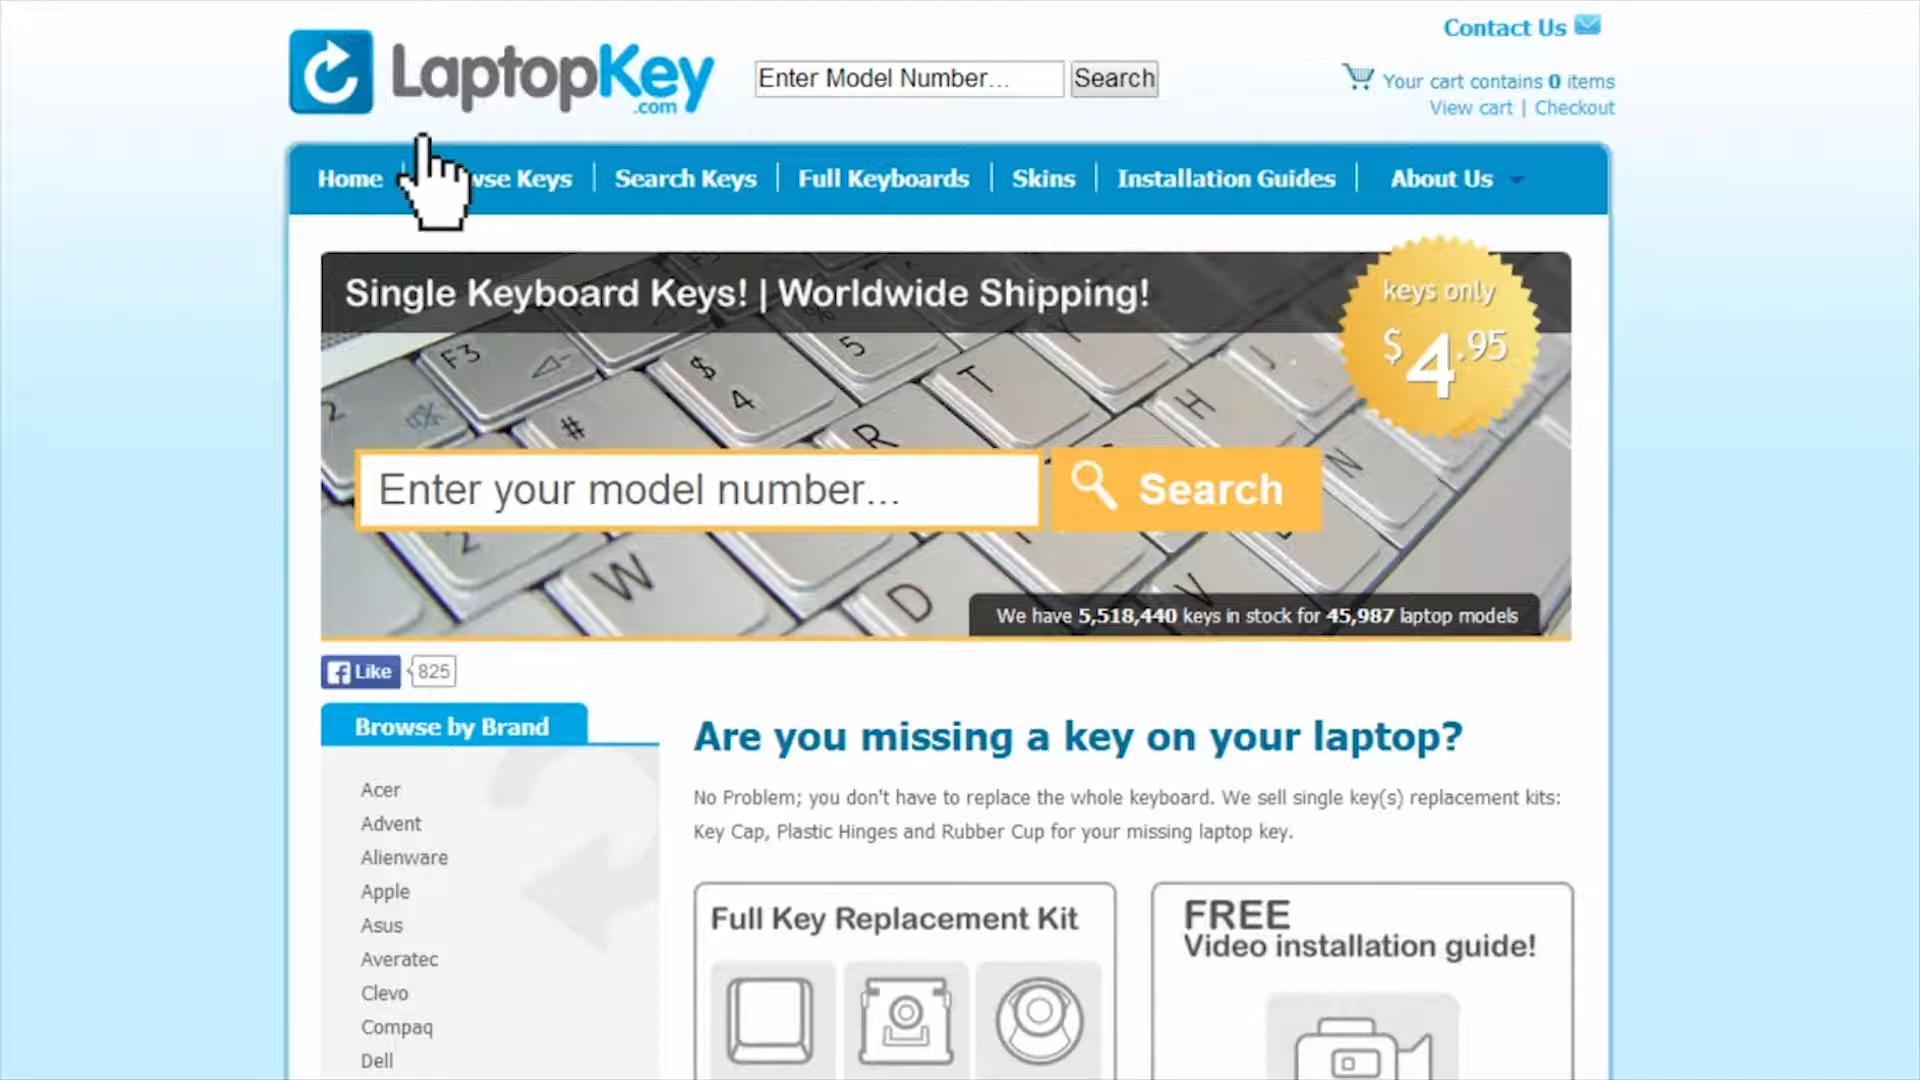 Contact Us
LaptopKey
.com
Enter Model Number...
Search
Your cart contains 0 items
View cart | Checkout
Home
wse Keys
Search Keys
Full Keyboards
Skins
Installation Guides
About Us
Single Keyboard Keys! | Worldwide Shipping!
keys only
$4.95
F3
$
4
%
5
T
J
H
2
#
R
N
Enter your model number...
Search
W
D
V
We have 5,518,440 keys in stock for 45,987 laptop models
Like
825
Browse by Brand
Are you missing a key on your laptop?
Acer
No Problem; you don't have to replace the whole keyboard. We sell single key(s) replacement kits:
Advent
Key Cap, Plastic Hinges and Rubber Cup for your missing laptop key.
Alienware
Apple
Asus
Averatec
Clevo
Compaq
Dell
Full Key Replacement Kit
FREE
Video installation guide!